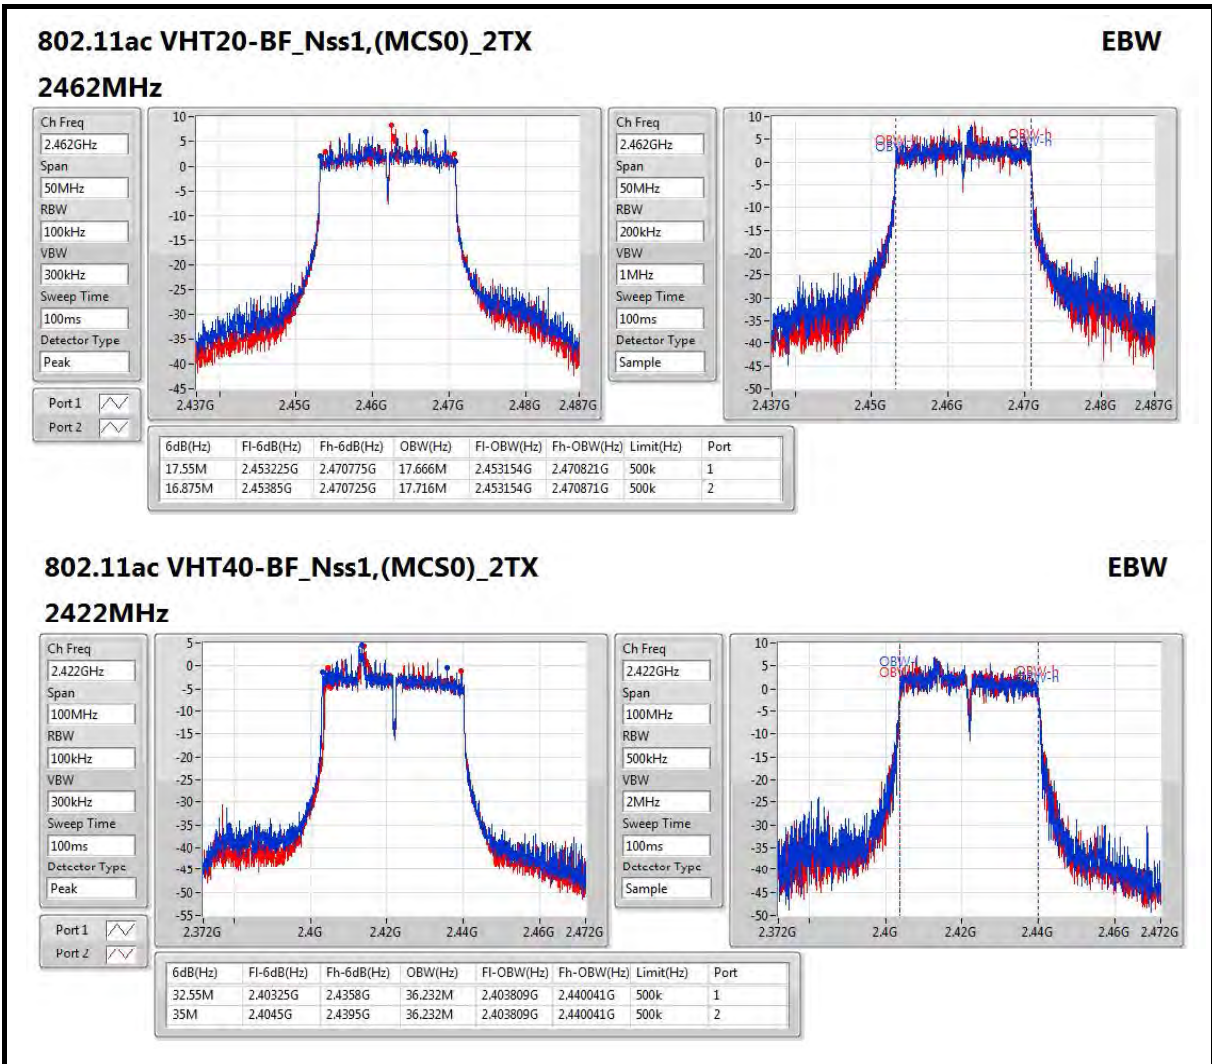 802.11ac VHT20-BF_Nss1,(MCS0)_2TX EBW
2462MHz
Ch Freq
2.462GHz
Span
50MHz
RBW
100kHz
VBW
300kHz
Sweep Time
100ms
Detector Type
Peak
Port 1
Port 2
10
5
0
-5
-10
-15
-20
-25
-30
-35
-40
-45
2.437G 2.45G 2.46G 2.47G 2.48G 2.487G
Ch Freq
2.462GHz
Span
50MHz
RBW
200kHz
VBW
1MHz
Sweep Time
100ms
Detector Type
Sample
10
5
0
-5
-10
-15
-20
-25
-30
-35
-40
-45
-50
OBW-h
2.437G 2.45G 2.46G 2.47G 2.48G 2.487G
6dB(Hz) Fl-6dB(Hz) Fh-6dB(Hz) OBW(Hz) Fl-OBW(Hz) Fh-OBW(Hz) Limit(Hz) Port
17.55M 2.453225G 2.470775G 17.666M 2.453154G 2.470821G 500k 1
16.875M 2.45385G 2.470725G 17.716M 2.453154G 2.470871G 500k 2
802.11ac VHT40-BF_Nss1,(MCS0)_2TX EBW
2422MHz
Ch Freq
2.422GHz
Span
100MHz
RBW
100kHz
VBW
300kHz
Sweep Time
100ms
Detector Type
Peak
Port 1
Port 2
5
0
-5
-10
-15
-20
-25
-30
-35
-40
-45
-50
-55
2.372G 2.4G 2.42G 2.44G 2.46G 2.472G
Ch Freq
2.422GHz
Span
100MHz
RBW
500kHz
VBW
2MHz
Sweep Time
100ms
Detector Type
Sample
10
5
0
-5
-10
-15
-20
-25
-30
-35
-40
-45
-50
OBW-h
2.372G 2.4G 2.42G 2.44G 2.46G 2.472G
6dB(Hz) Fl-6dB(Hz) Fh-6dB(Hz) OBW(Hz) Fl-OBW(Hz) Fh-OBW(Hz) Limit(Hz) Port
32.55M 2.40325G 2.4358G 36.232M 2.403809G 2.440041G 500k 1
35M 2.4045G 2.4395G 36.232M 2.403809G 2.440041G 500k 2